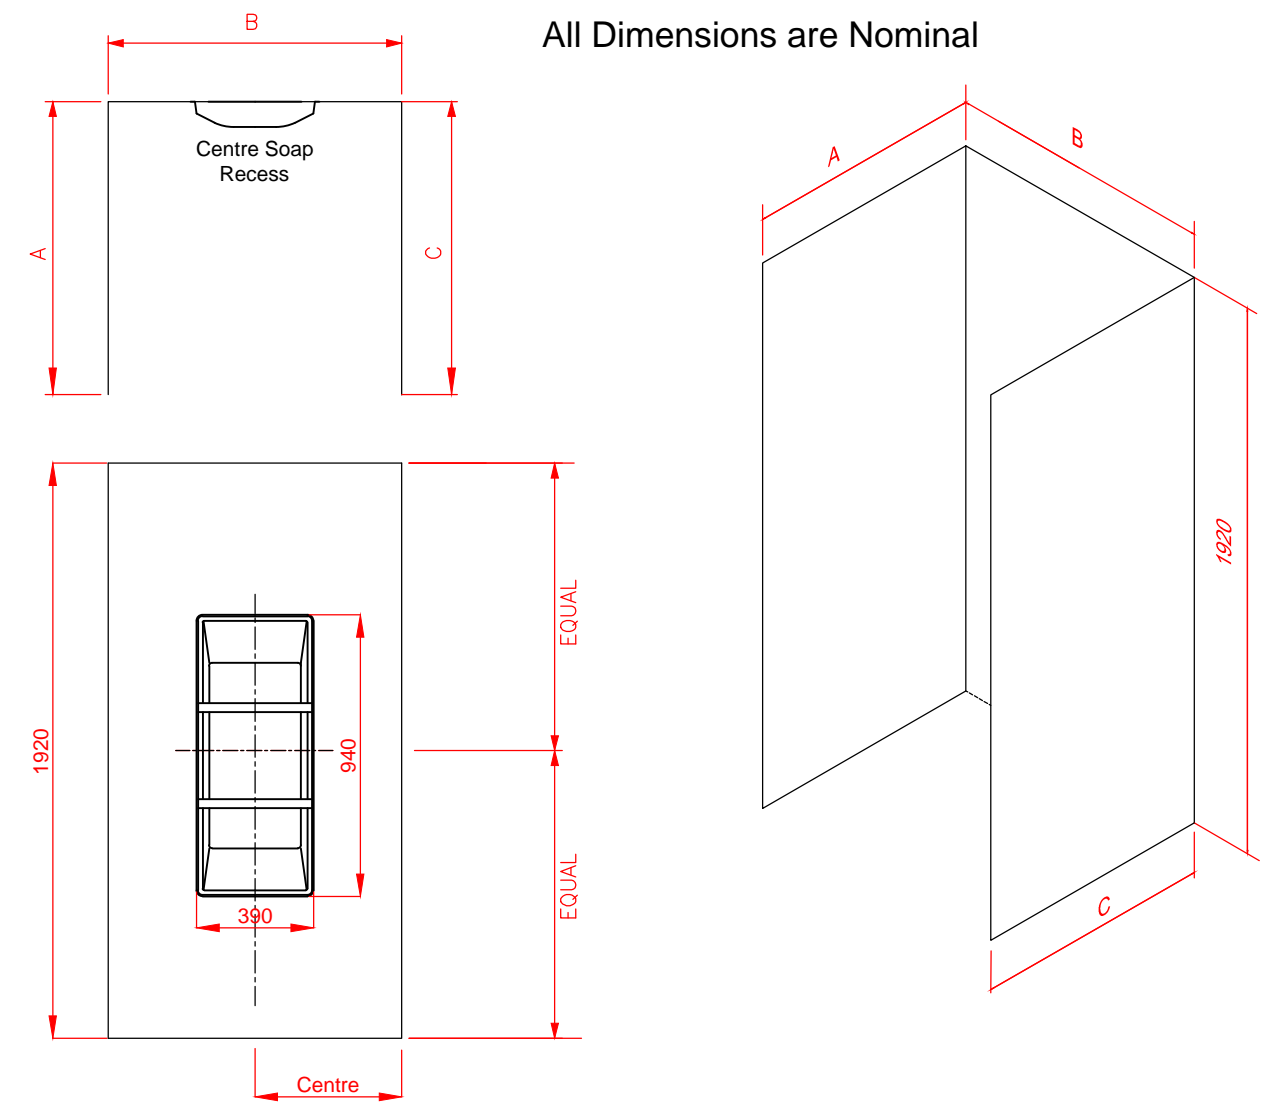 B
All Dimensions are Nominal
Centre Soap
Recess
A
C
A
B
1920
EQUAL
1920
940
EQUAL
390
C
Centre